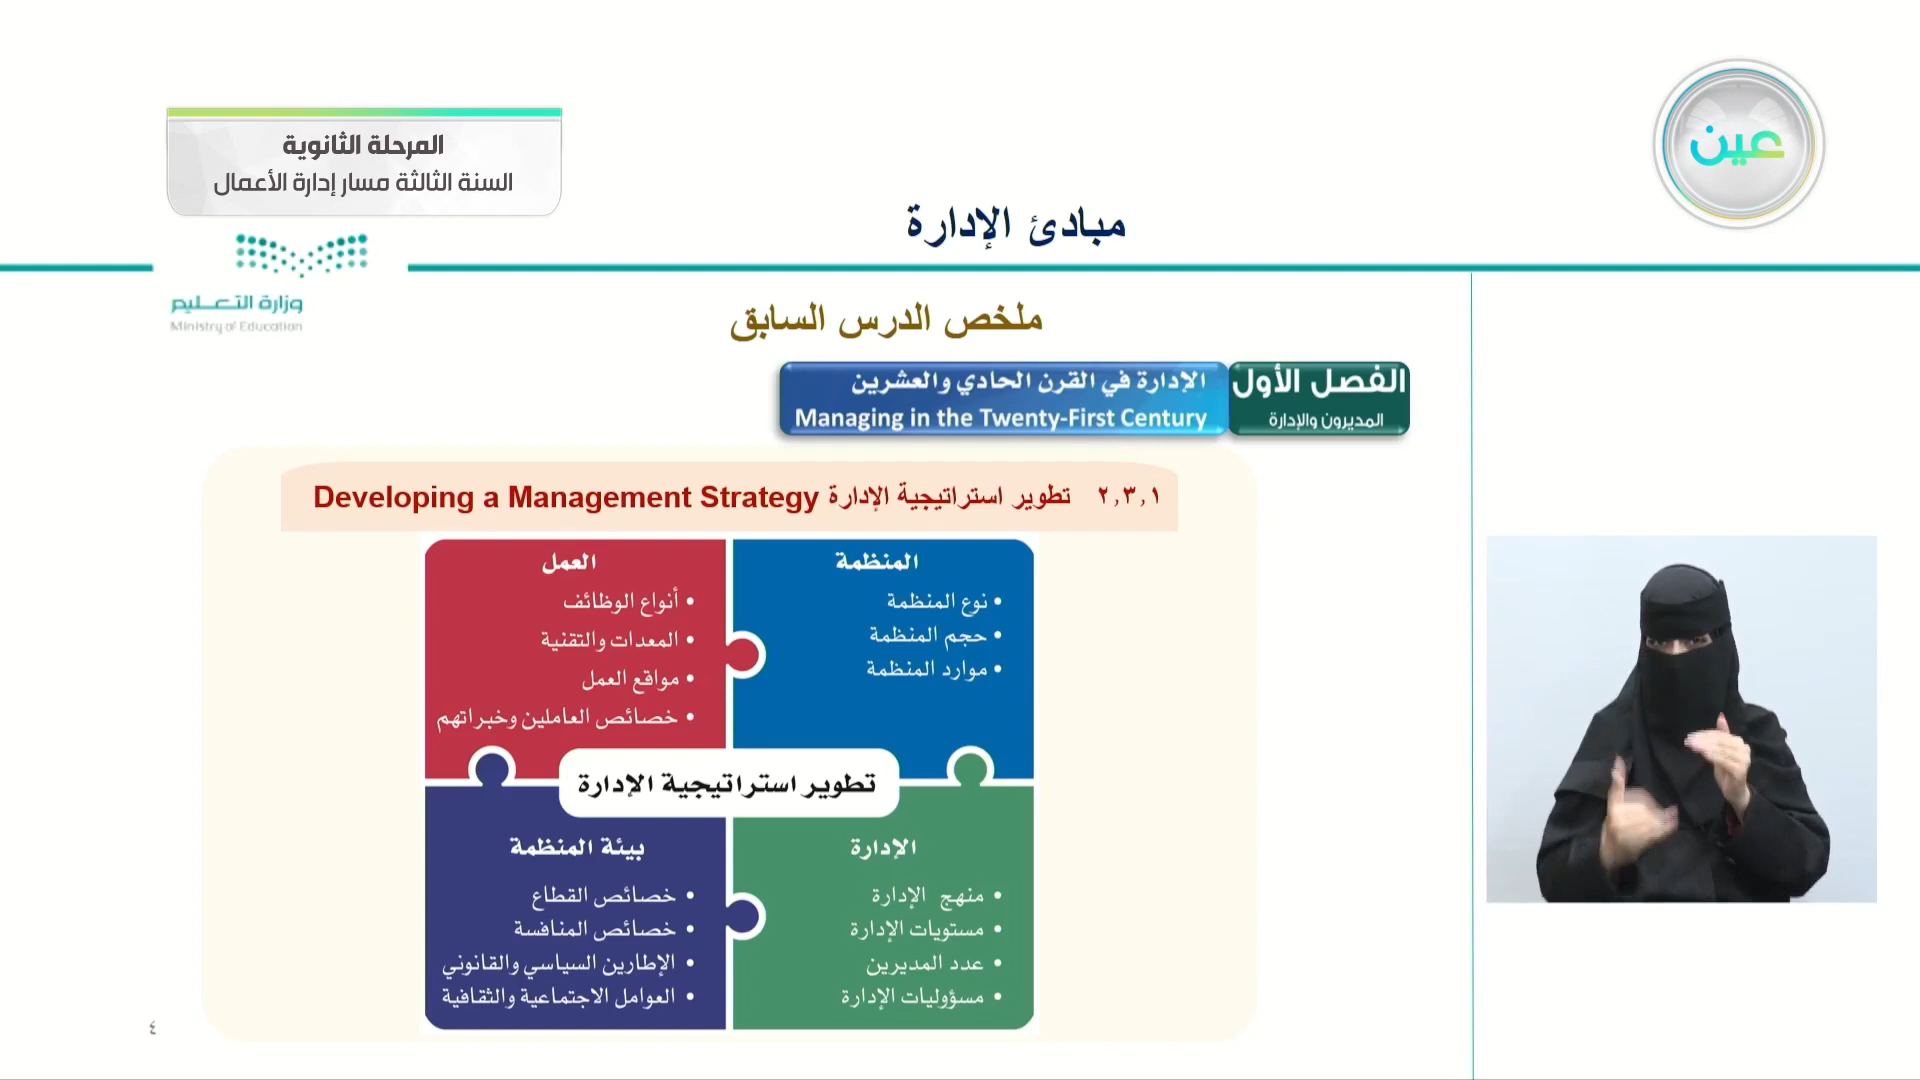 المرحلة الثانوية
السنة الثالثة مسار إدارة الأعمال
عين
مبادئ الإدارة
وزارة التعليم
Ministry of Education
ملخص الدرس السابق
الفصل الأول
المديرون والإدارة
الإدارة في القرن الحادي والعشرين
Managing in the Twenty-First Century
٢,٣,١ تطوير استراتيجية الإدارة Developing a Management Strategy
المنظمة
• نوع المنظمة
• حجم المنظمة
• موارد المنظمة
العمل
• أنواع الوظائف
• المعدات والتقنية
• مواقع العمل
• خصائص العاملين وخبراتهم
تطوير استراتيجية الإدارة
الإدارة
• منهج الإدارة
• مستويات الإدارة
• عدد المديرين
• مسؤوليات الإدارة
بيئة المنظمة
• خصائص القطاع
• خصائص المنافسة
• الإطارين السياسي والقانوني
• العوامل الاجتماعية والثقافية
٤